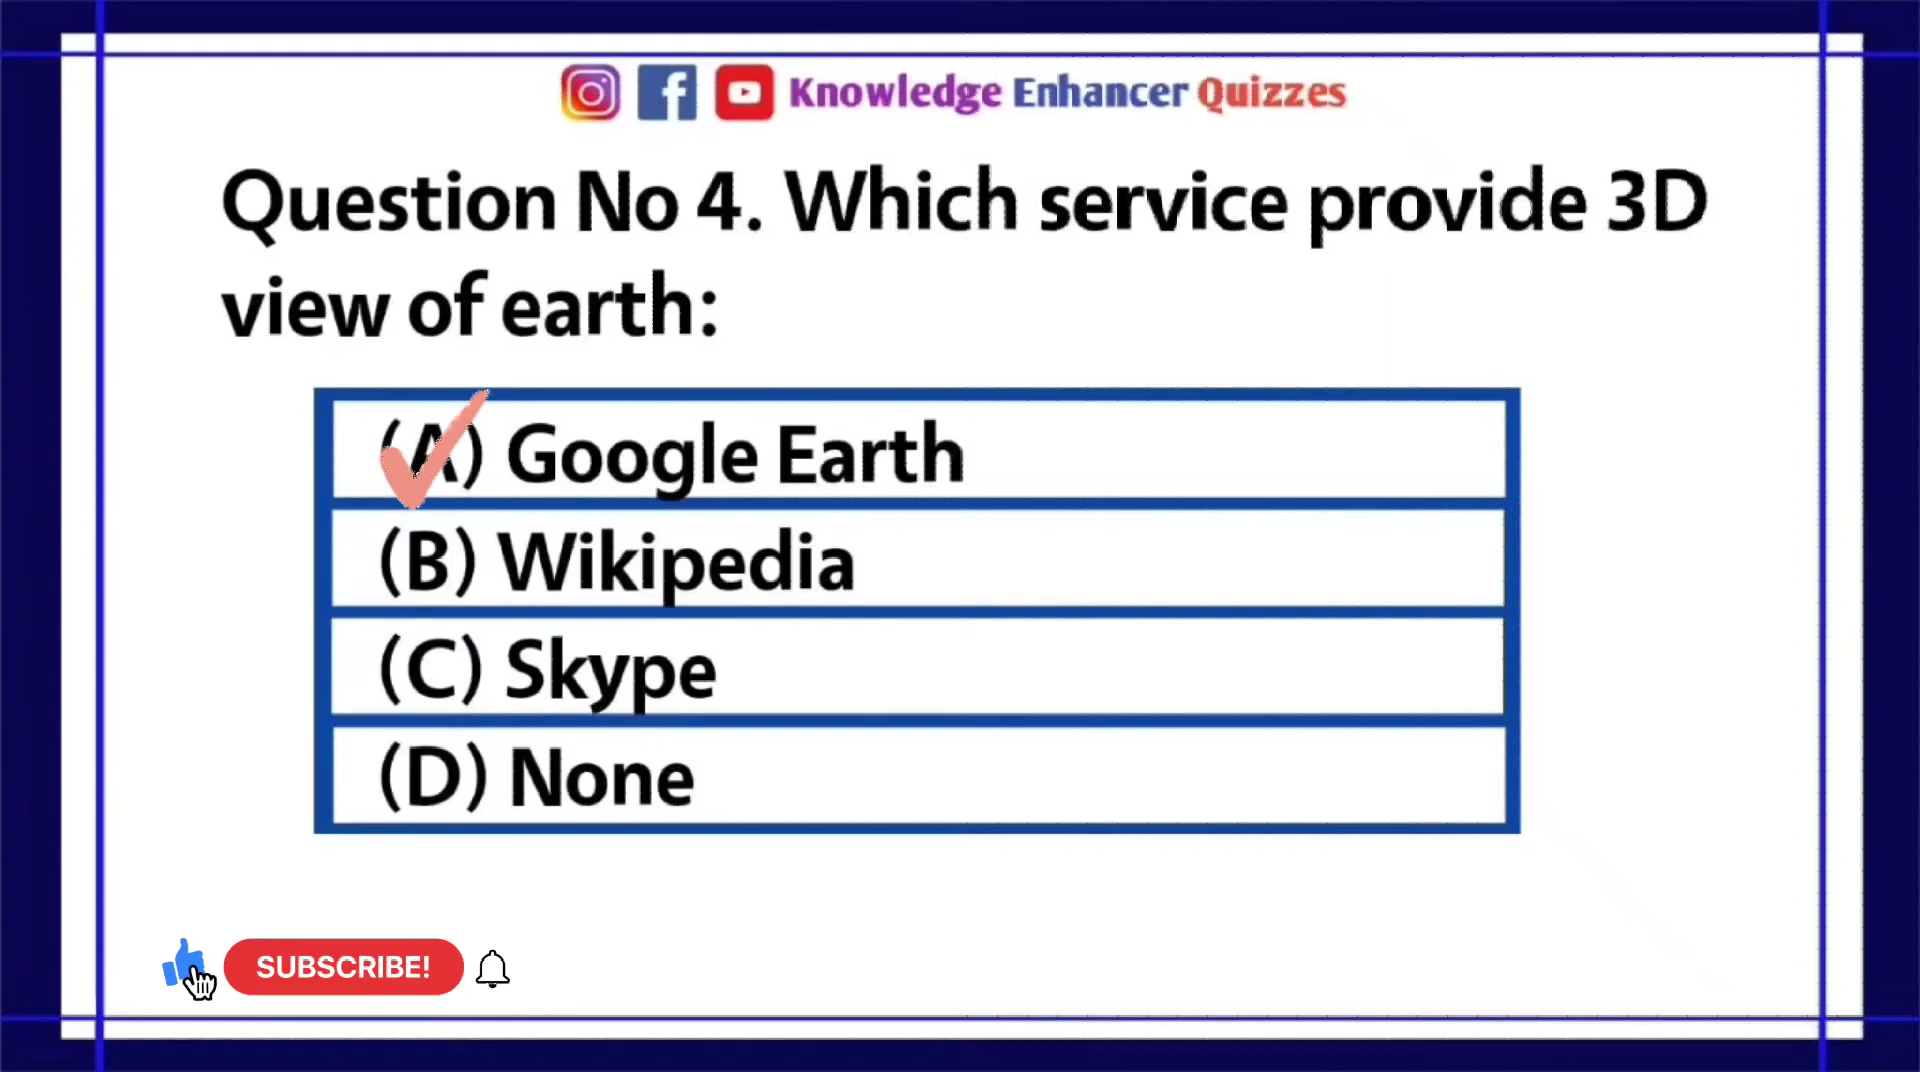 Knowledge Enhancer Quizzes
Question No 4. Which service provide 3D
view of earth:
(A) Google Earth
(B) Wikipedia
(C) Skype
(D) None
SUBSCRIBE!